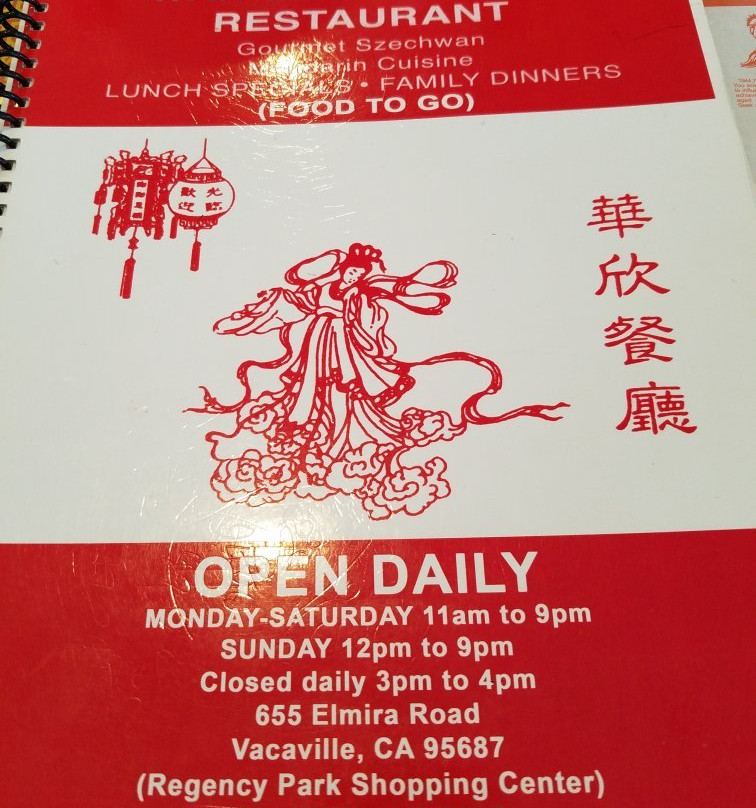 RESTAURANT
Gourmet Szechwan
Mandarin Cuisine
LUNCH SPECIALS • FAMILY DINNERS
(FOOD TO GO)
歡迎
光臨
華欣餐廳
OPEN DAILY
MONDAY-SATURDAY 11am to 9pm
SUNDAY 12pm to 9pm
Closed daily 3pm to 4pm
655 Elmira Road
Vacaville, CA 95687
(Regency Park Shopping Center)